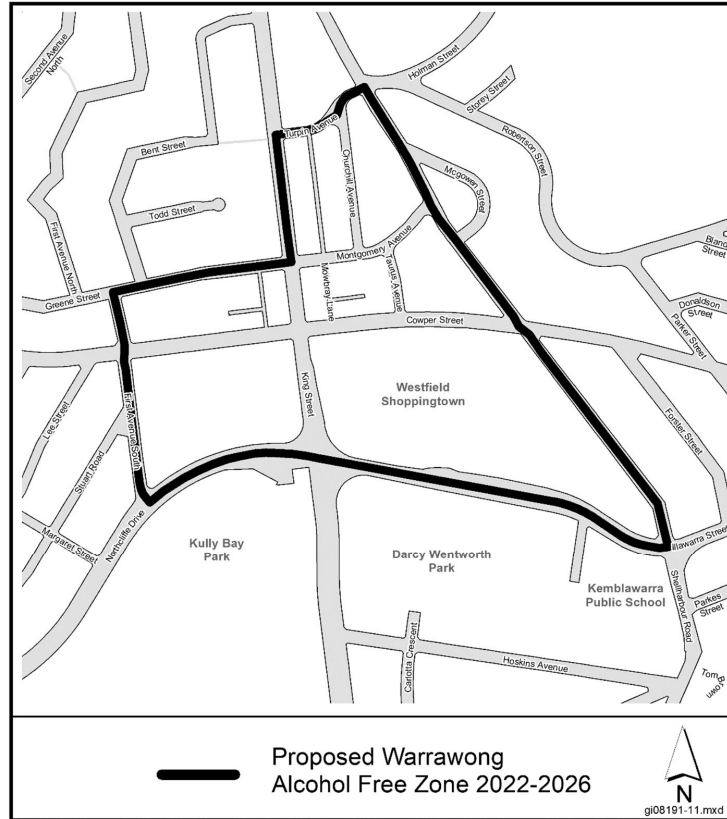 Second Avenue
North
Holman Street
Storey Street
Turpin Avenue
Robertson Street
Bent Street
Churchill Avenue
Mcgowen Street
Todd Street
First Avenue North
Montgomery Avenue
Taurus Avenue
Mowbray Lane
Greene Street
Bland
Street
Donaldson
Street
Parker Street
Cowper Street
Lee Street
First Avenue South
King Street
Westfield
Shoppingtown
Forster Street
Stuart Road
Margaret Street
Northcliffe Drive
Kully Bay
Park
Darcy Wentworth
Park
Illawarra Street
Kemblawarra
Public School
Shellharbour Road
Parkes
Street
Carlotta Crescent
Hoskins Avenue
Tom B
own
Proposed Warrawong
Alcohol Free Zone 2022-2026
N
gi08191-11.mxd